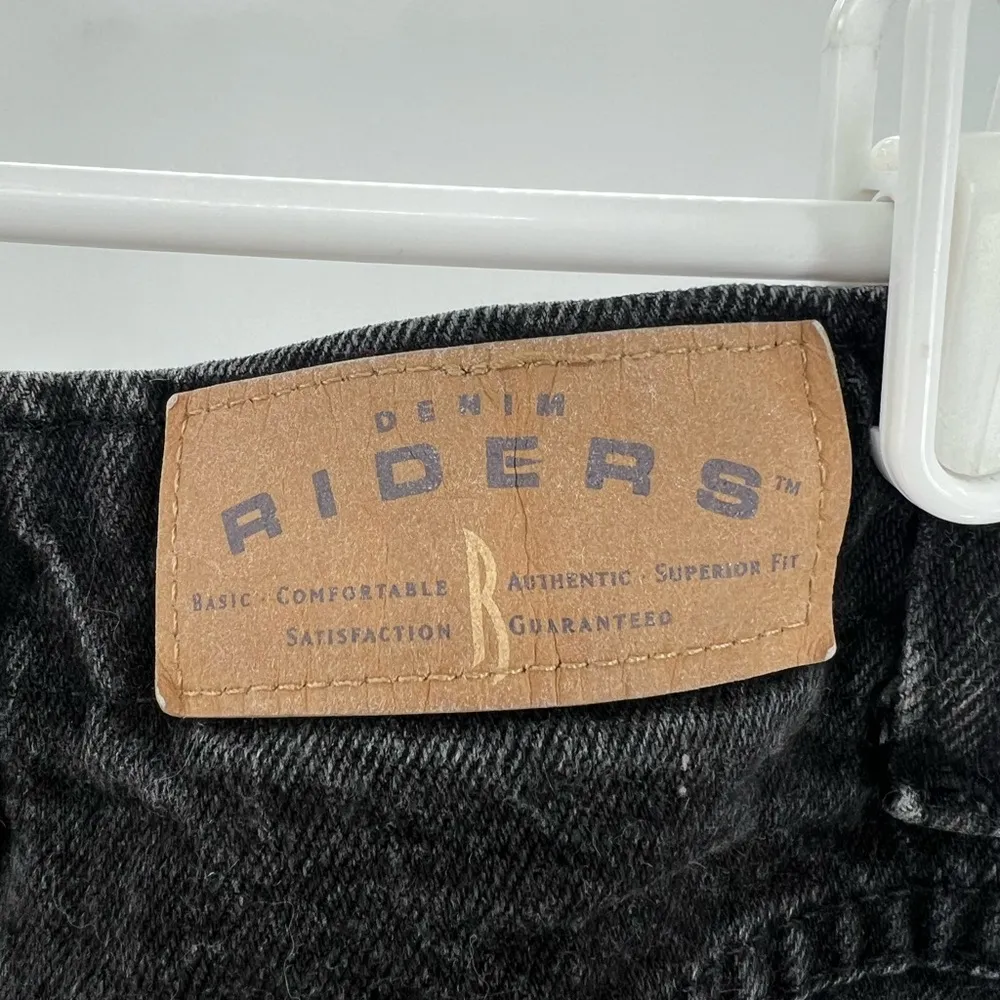 DENIM
RIDERS™
BASIC · COMFORTABLE R AUTHENTIC · SUPERIOR FIT
SATISFACTION GUARANTEED